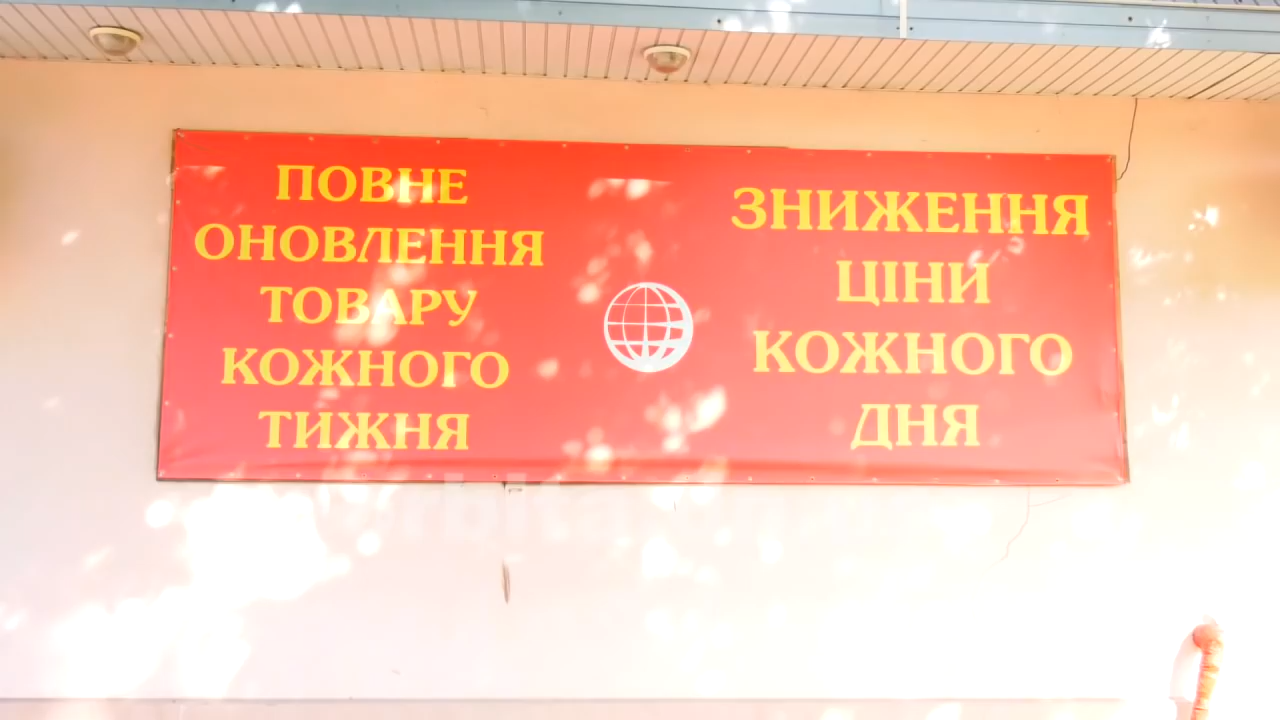 ПОВНЕ
ОНОВЛЕННЯ
ТОВАРУ
КОЖНОГО
ТИЖНЯ
ЗНИЖЕННЯ
ЦІНИ
КОЖНОГО
ДНЯ